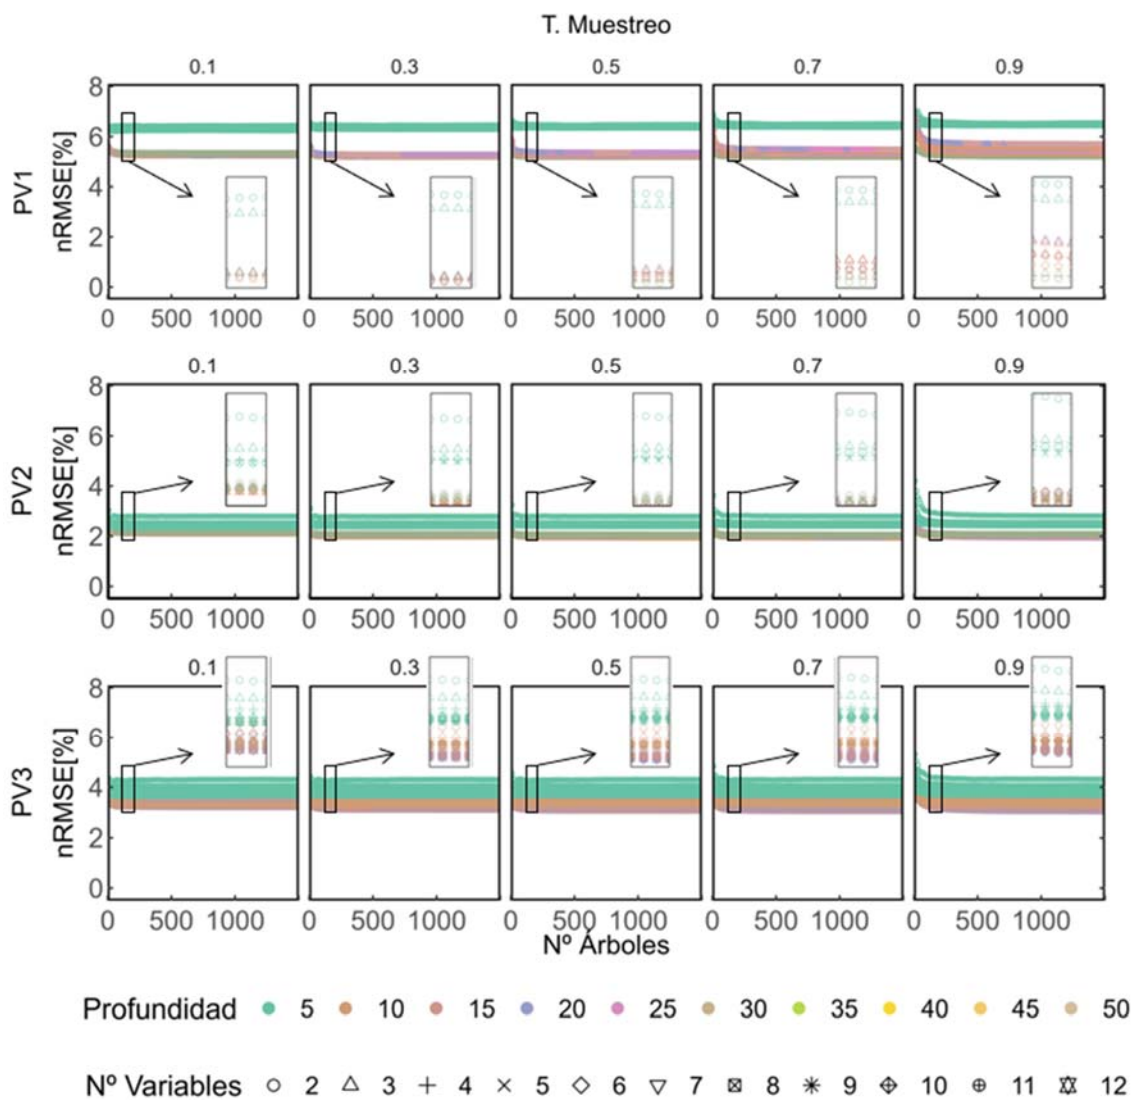 T. Muestreo
0.1 0.3 0.5 0.7 0.9
PV1
nRMSE[%]
8
6
4
2
0
0 500 1000 0 500 1000 0 500 1000 0 500 1000 0 500 1000
0.1 0.3 0.5 0.7 0.9
PV2
nRMSE[%]
8
6
4
2
0
0 500 1000 0 500 1000 0 500 1000 0 500 1000 0 500 1000
0.1 0.3 0.5 0.7 0.9
PV3
nRMSE[%]
8
6
4
2
0
0 500 1000 0 500 1000 0 500 1000 0 500 1000 0 500 1000
Nº Árboles
Profundidad 5 10 15 20 25 30 35 40 45 50
Nº Variables 2 3 4 5 6 7 8 9 10 11 12